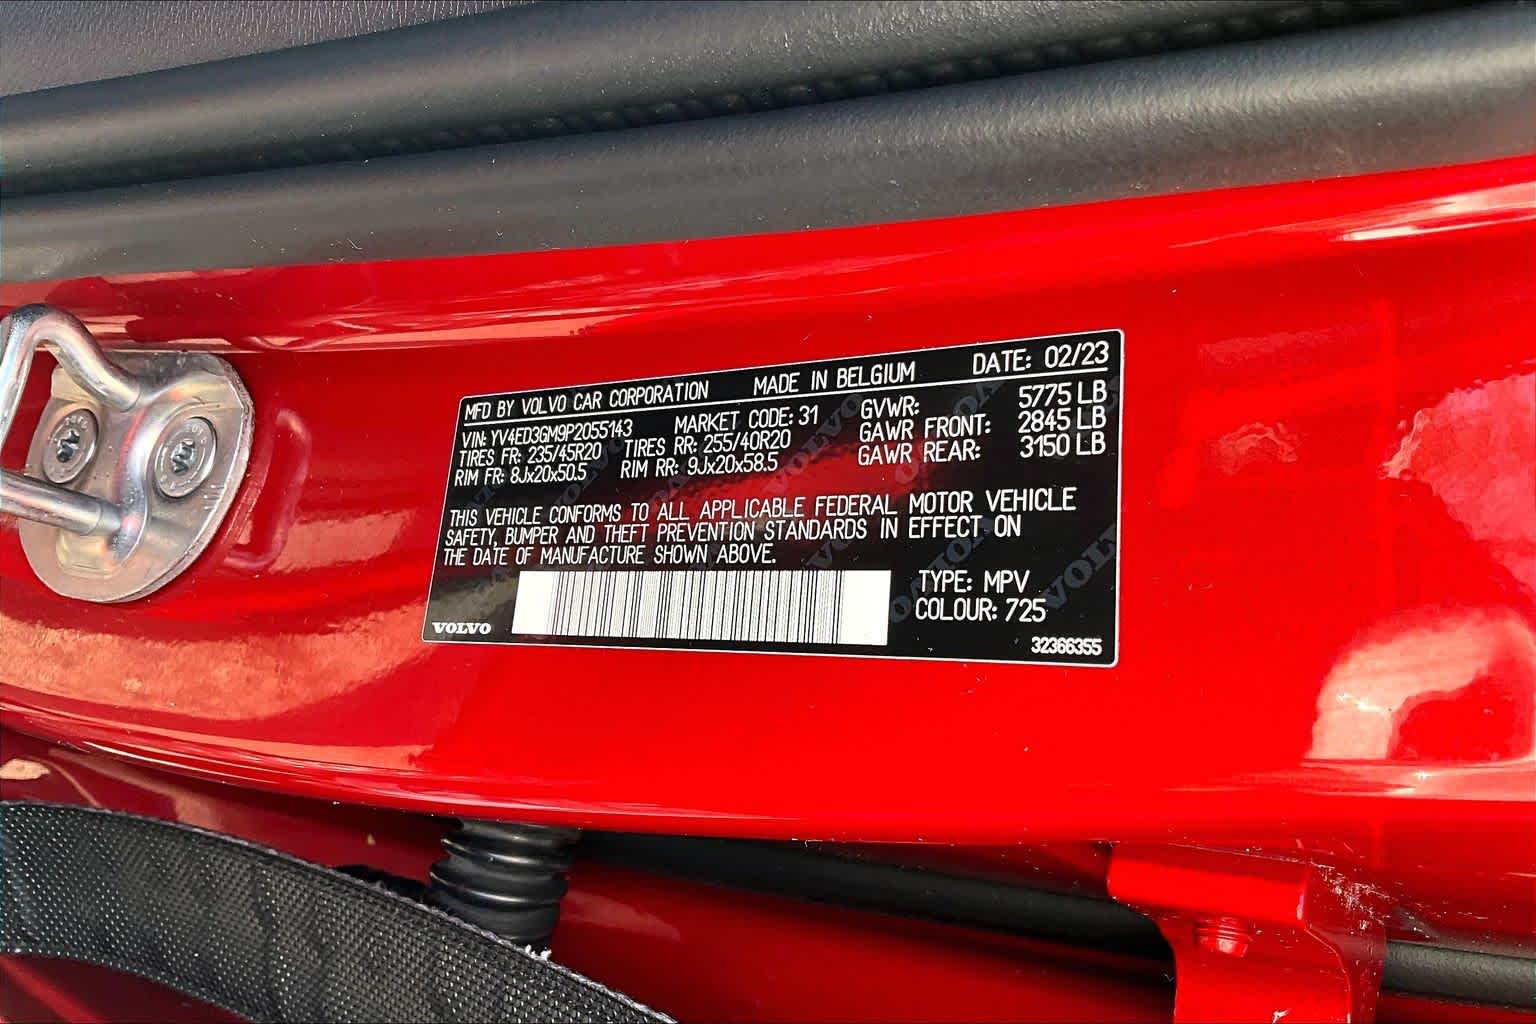 MFD BY VOLVO CAR CORPORATION MADE IN BELGIUM DATE: 02/23
VIN: YV4ED3GM9P2055143 MARKET CODE: 31 GVWR: 5775 LB
TIRES FR: 235/45R20 TIRES RR: 255/40R20 GAWR FRONT: 2845 LB
RIM FR: 8Jx20x50.5 RIM RR: 9Jx20x58.5 GAWR REAR: 3150 LB
THIS VEHICLE CONFORMS TO ALL APPLICABLE FEDERAL MOTOR VEHICLE
SAFETY, BUMPER AND THEFT PREVENTION STANDARDS IN EFFECT ON
THE DATE OF MANUFACTURE SHOWN ABOVE.
TYPE: MPV
COLOUR: 725
VOLVO
32366355